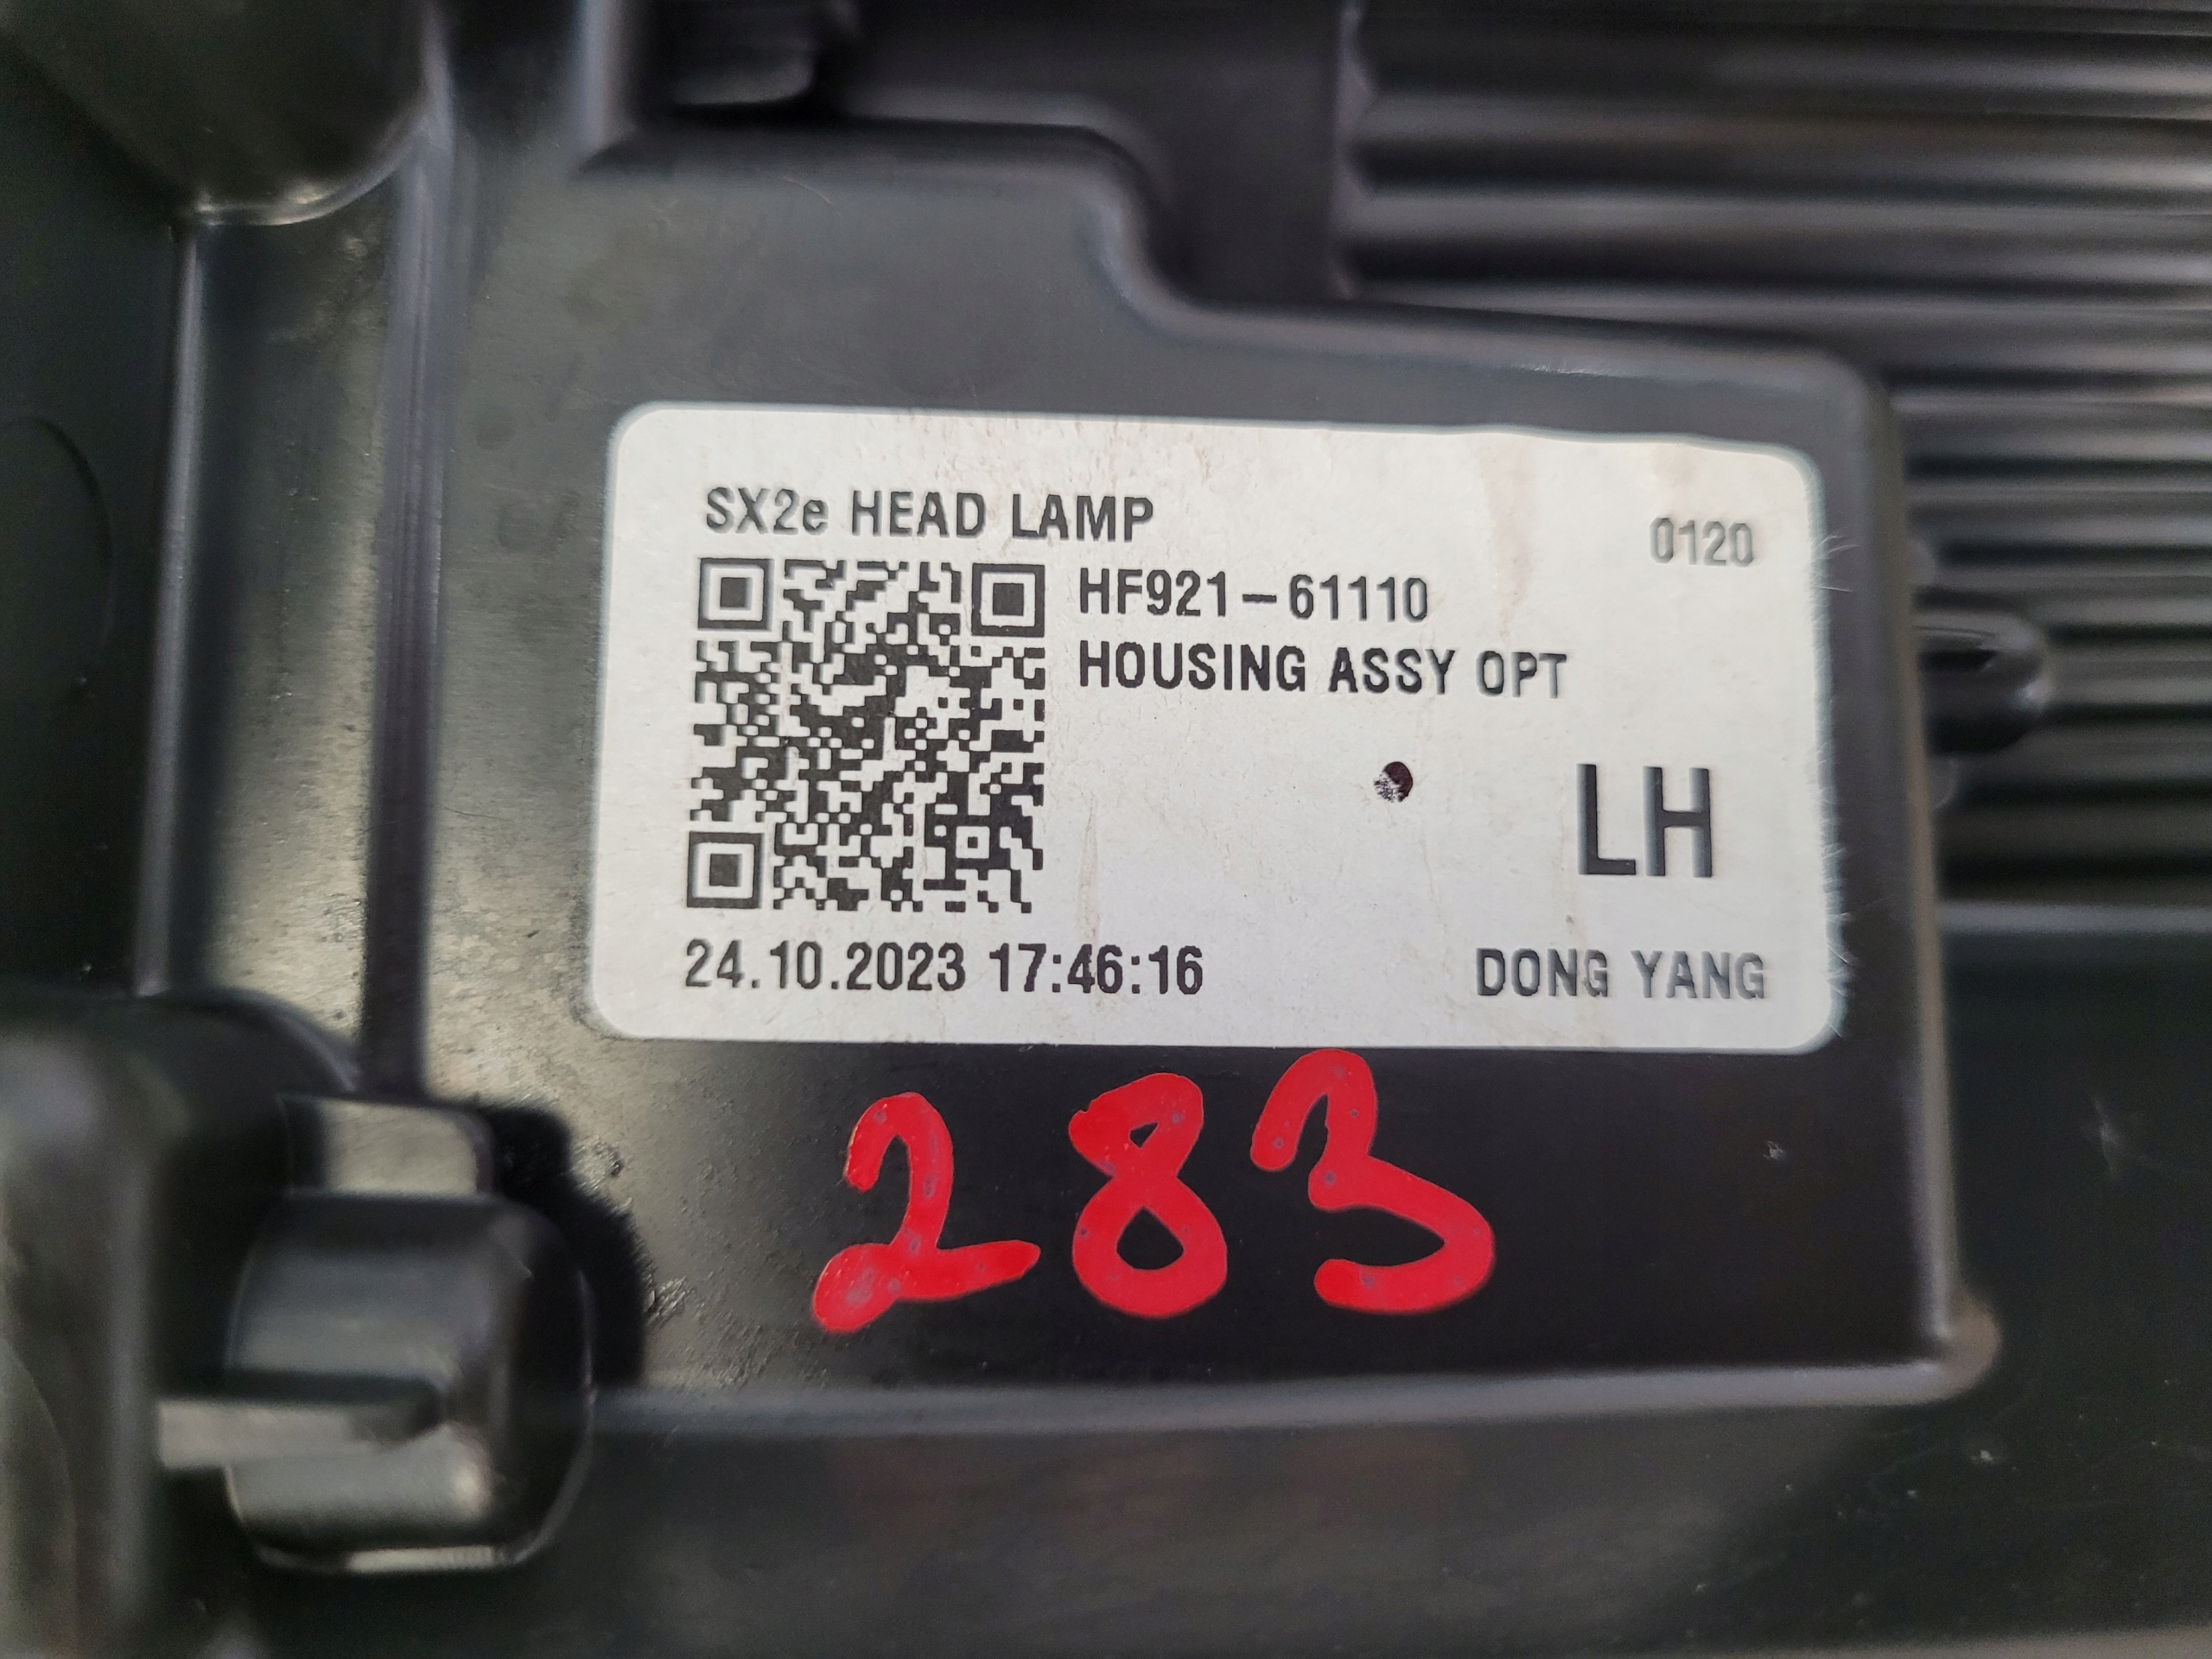 SX2e HEAD LAMP
0120
HF921-61110
HOUSING ASSY OPT
LH
24.10.2023 17:46:16
DONG YANG
283